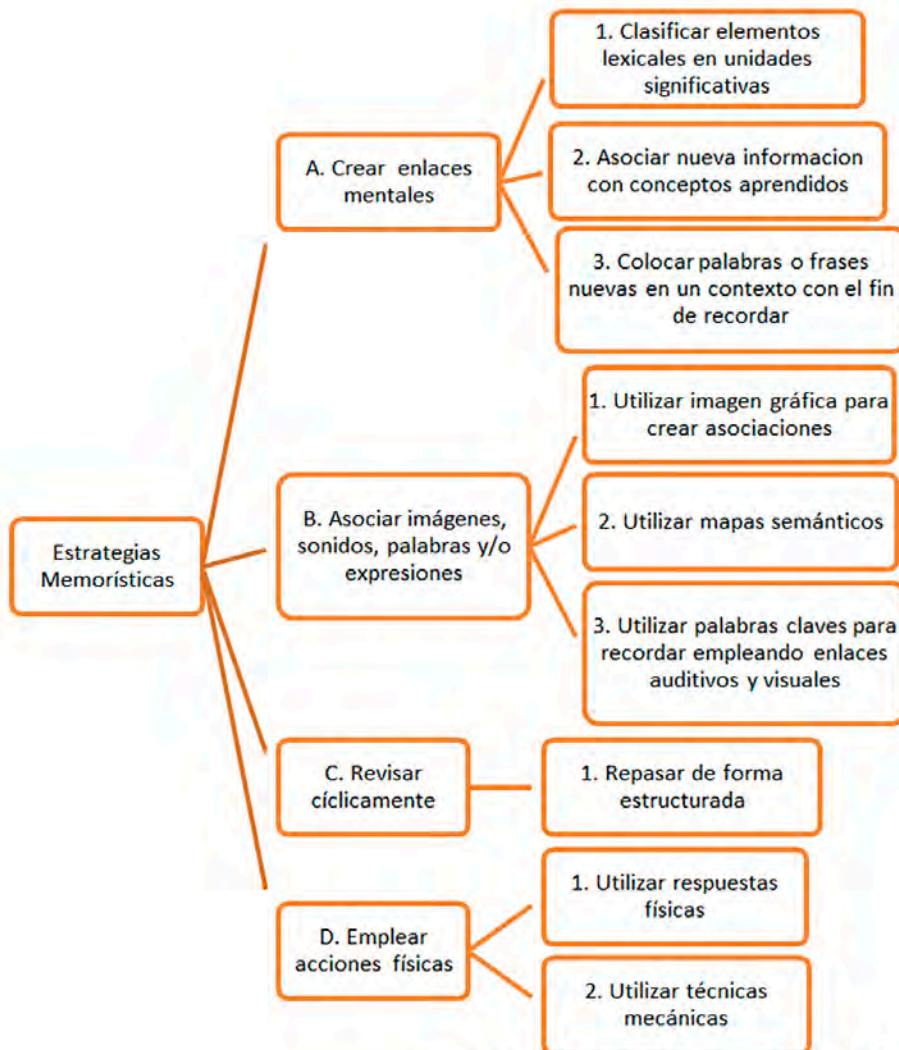 Estrategias
Memorísticas
A. Crear enlaces
mentales
1. Clasificar elementos
lexicales en unidades
significativas
2. Asociar nueva informacion
con conceptos aprendidos
3. Colocar palabras o frases
nuevas en un contexto con el fin
de recordar
B. Asociar imágenes,
sonidos, palabras y/o
expresiones
1. Utilizar imagen gráfica para
crear asociaciones
2. Utilizar mapas semánticos
3. Utilizar palabras claves para
recordar empleando enlaces
auditivos y visuales
C. Revisar
cíclicamente
1. Repasar de forma
estructurada
D. Emplear
acciones físicas
1. Utilizar respuestas
físicas
2. Utilizar técnicas
mecánicas